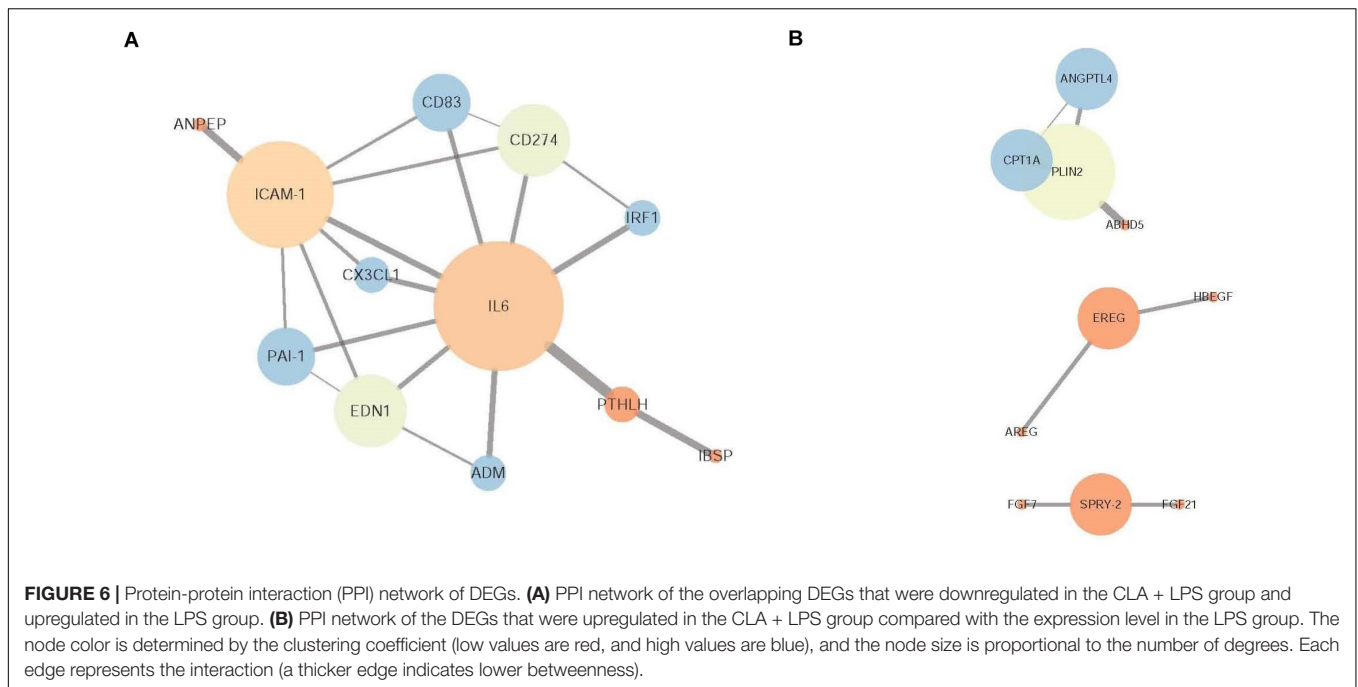 A
B
ANPEP
CD83
CD274
ICAM-1
IRF1
CX3CL1
IL6
PAI-1
EDN1
PTHLH
ADM
IBSP
ANGPTL4
CPT1A
PLIN2
ABHD5
HBEGF
EREG
AREG
FGF7
SPRY-2
FGF21
FIGURE 6 | Protein-protein interaction (PPI) network of DEGs. (A) PPI network of the overlapping DEGs that were downregulated in the CLA + LPS group and
upregulated in the LPS group. (B) PPI network of the DEGs that were upregulated in the CLA + LPS group compared with the expression level in the LPS group. The
node color is determined by the clustering coefficient (low values are red, and high values are blue), and the node size is proportional to the number of degrees. Each
edge represents the interaction (a thicker edge indicates lower betweenness).